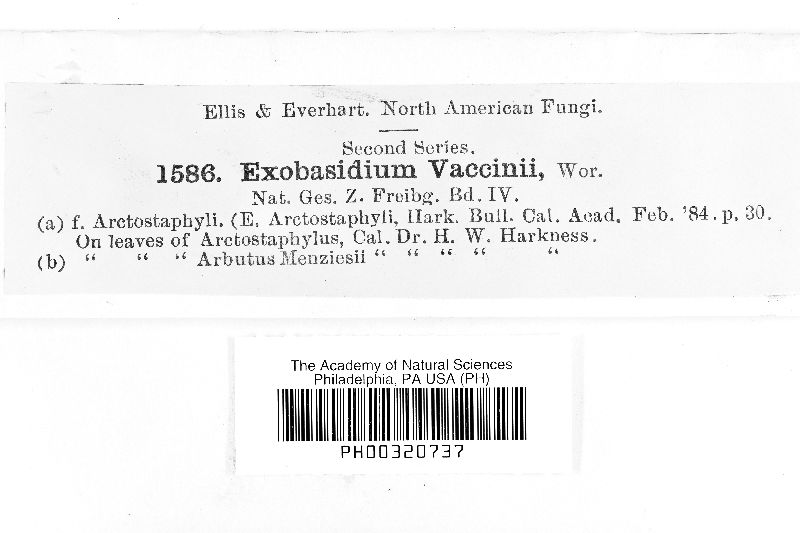 Ellis & Everhart. North American Fungi.
Second Series.
1586. Exobasidium Vaccinii, Wor.
Nat. Ges. Z. Freibg. Bd. IV.
(a) f. Arctostaphyli, (E. Arctostaphyli, Hark. Bull. Cal. Acad. Feb. '84. p. 30.
On leaves of Arctostaphylus, Cal. Dr. H. W. Harkness.
(b) “ “ “ Arbutus Menziesii “ “ “ “ “
The Academy of Natural Sciences
Philadelphia, PA USA (PH)
PH00320737